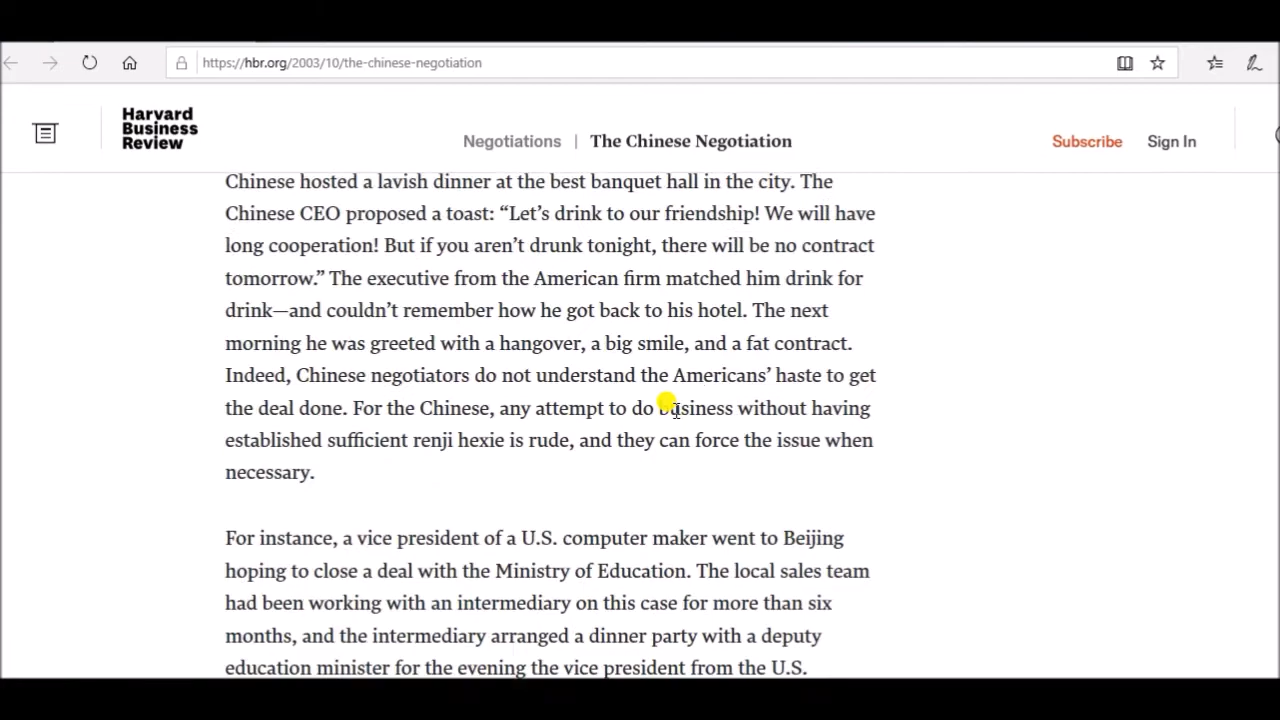 https://hbr.org/2003/10/the-chinese-negotiation
Harvard
Business
Review
Negotiations | The Chinese Negotiation
Subscribe Sign In
Chinese hosted a lavish dinner at the best banquet hall in the city. The
Chinese CEO proposed a toast: “Let’s drink to our friendship! We will have
long cooperation! But if you aren’t drunk tonight, there will be no contract
tomorrow.” The executive from the American firm matched him drink for
drink—and couldn’t remember how he got back to his hotel. The next
morning he was greeted with a hangover, a big smile, and a fat contract.
Indeed, Chinese negotiators do not understand the Americans’ haste to get
the deal done. For the Chinese, any attempt to do business without having
established sufficient renji hexie is rude, and they can force the issue when
necessary.
For instance, a vice president of a U.S. computer maker went to Beijing
hoping to close a deal with the Ministry of Education. The local sales team
had been working with an intermediary on this case for more than six
months, and the intermediary arranged a dinner party with a deputy
education minister for the evening the vice president from the U.S.